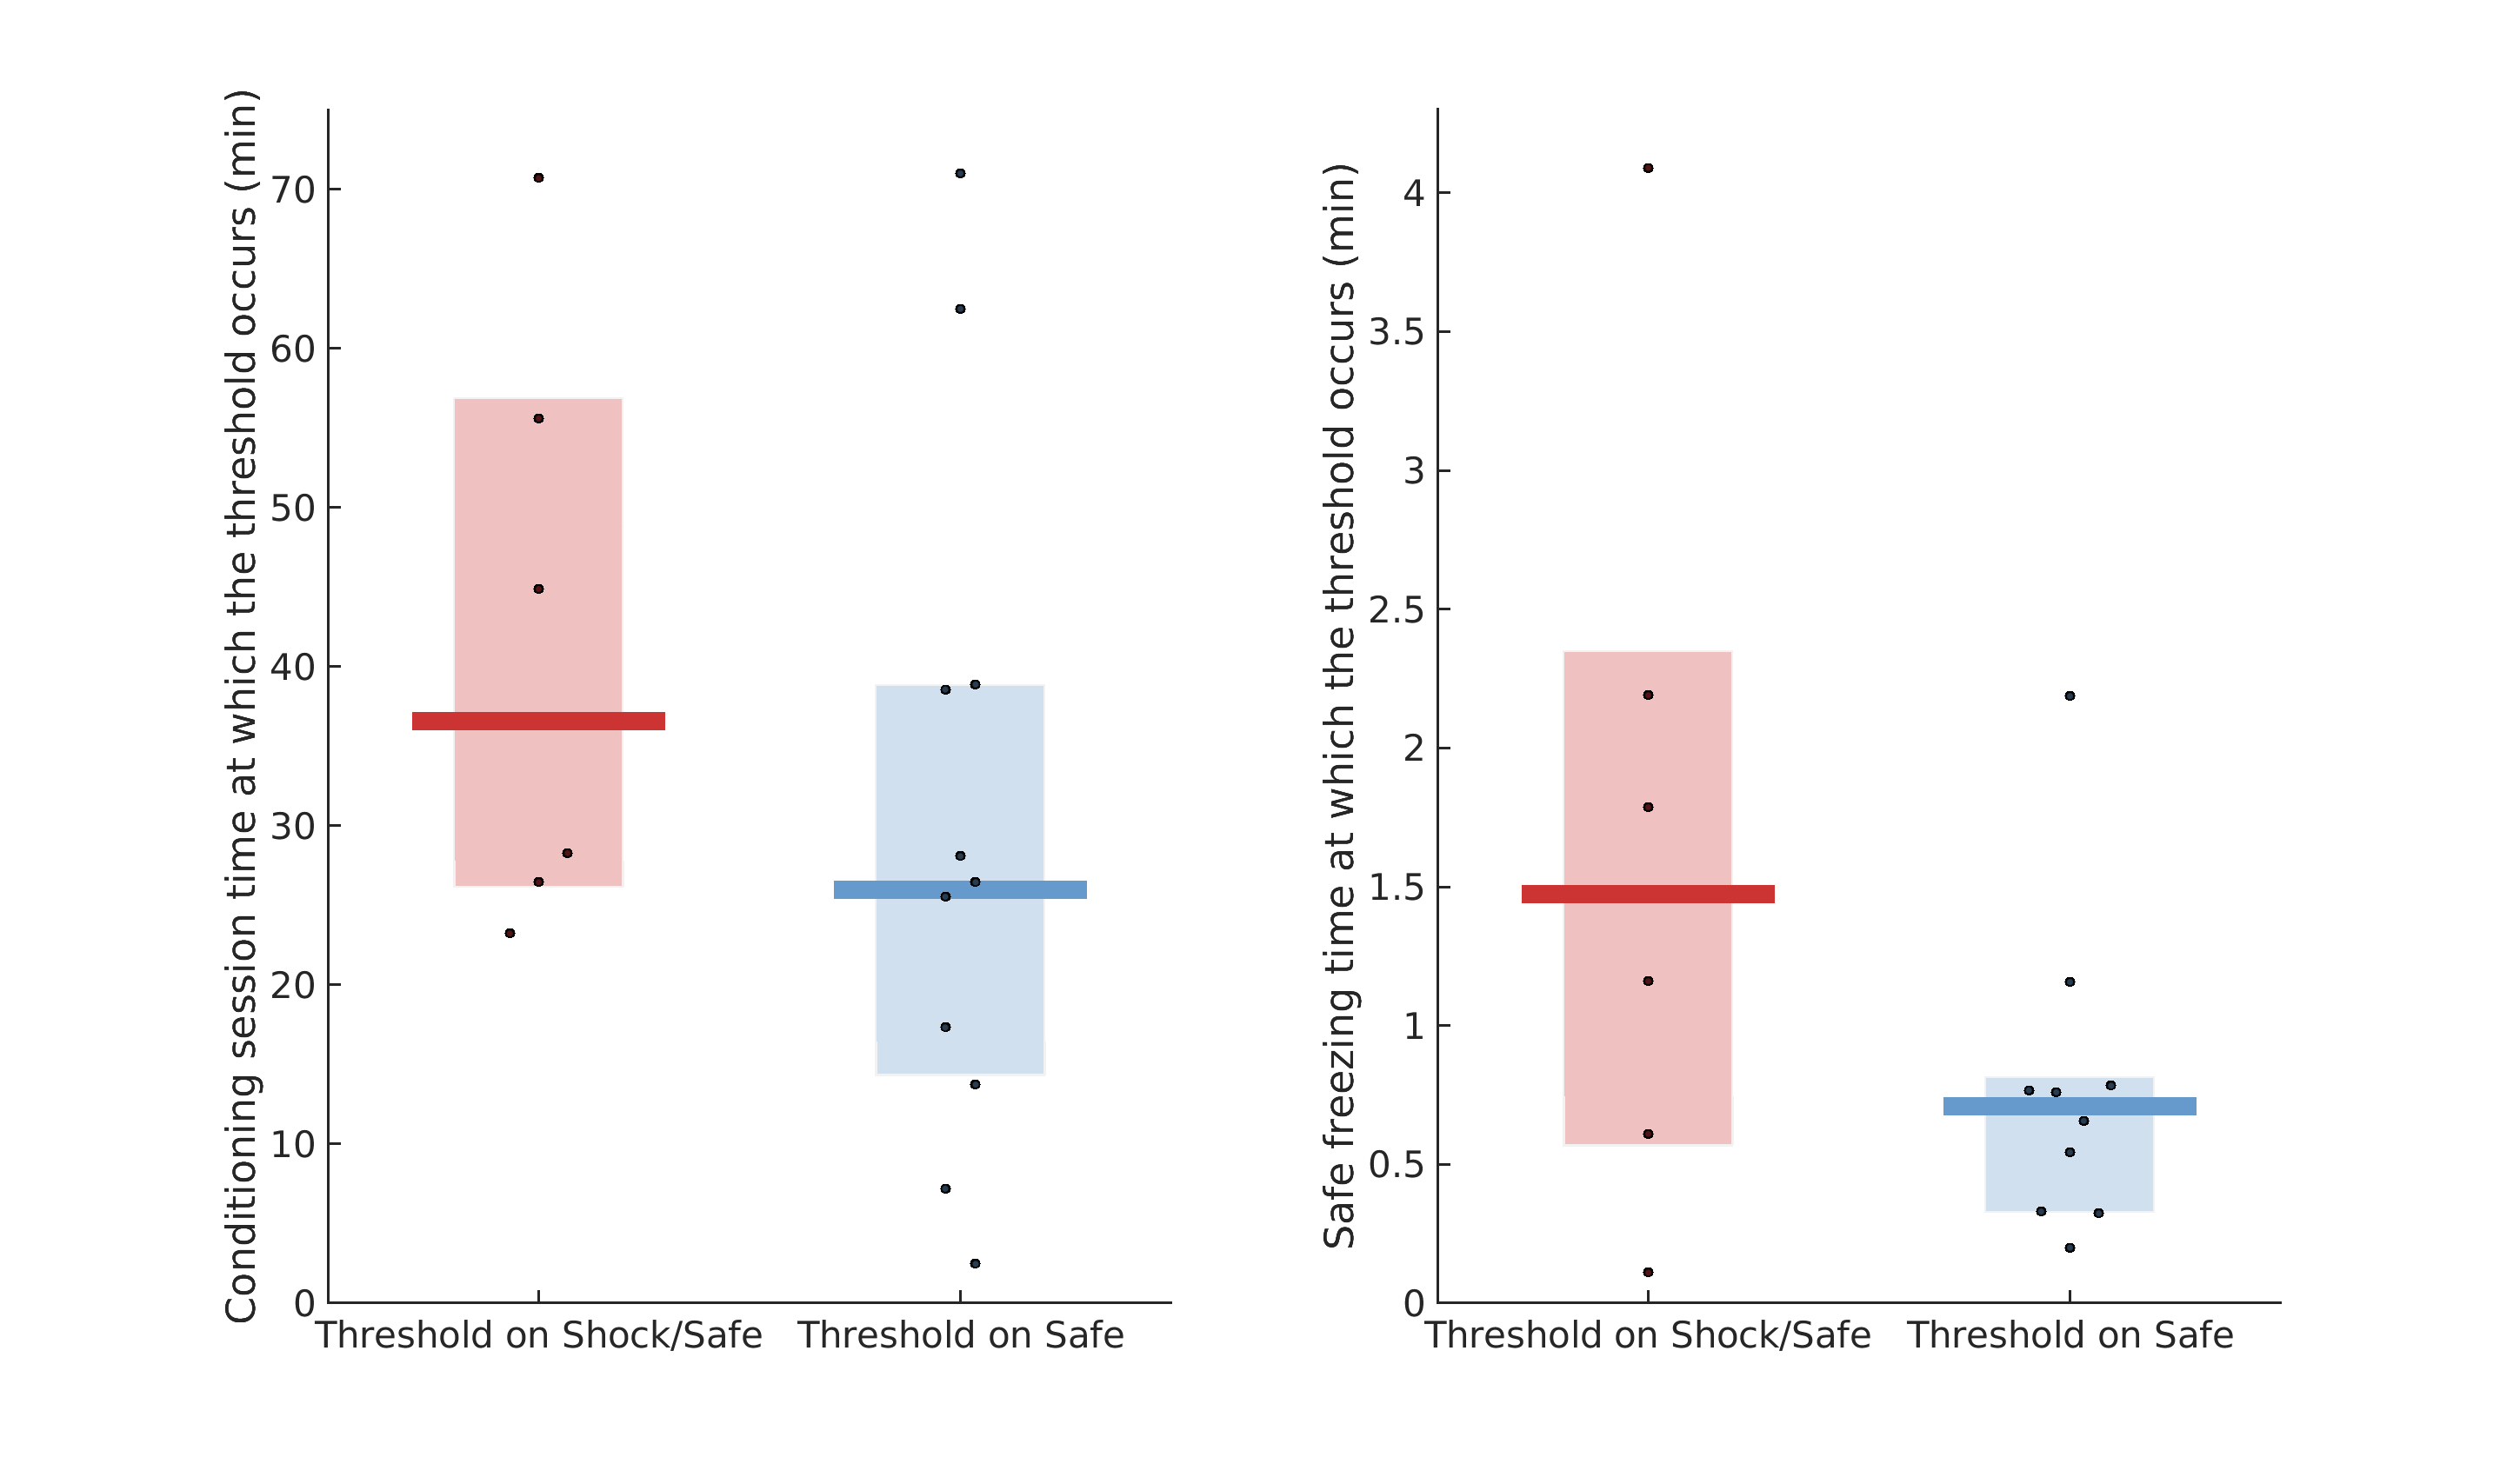 Conditioning session time at which the threshold occurs (min)
70
60
50
40
30
20
10
0
Threshold on Shock/Safe
Threshold on Safe
Safe freezing time at which the threshold occurs (min)
4
3.5
3
2.5
2
1.5
1
0.5
0
Threshold on Shock/Safe
Threshold on Safe